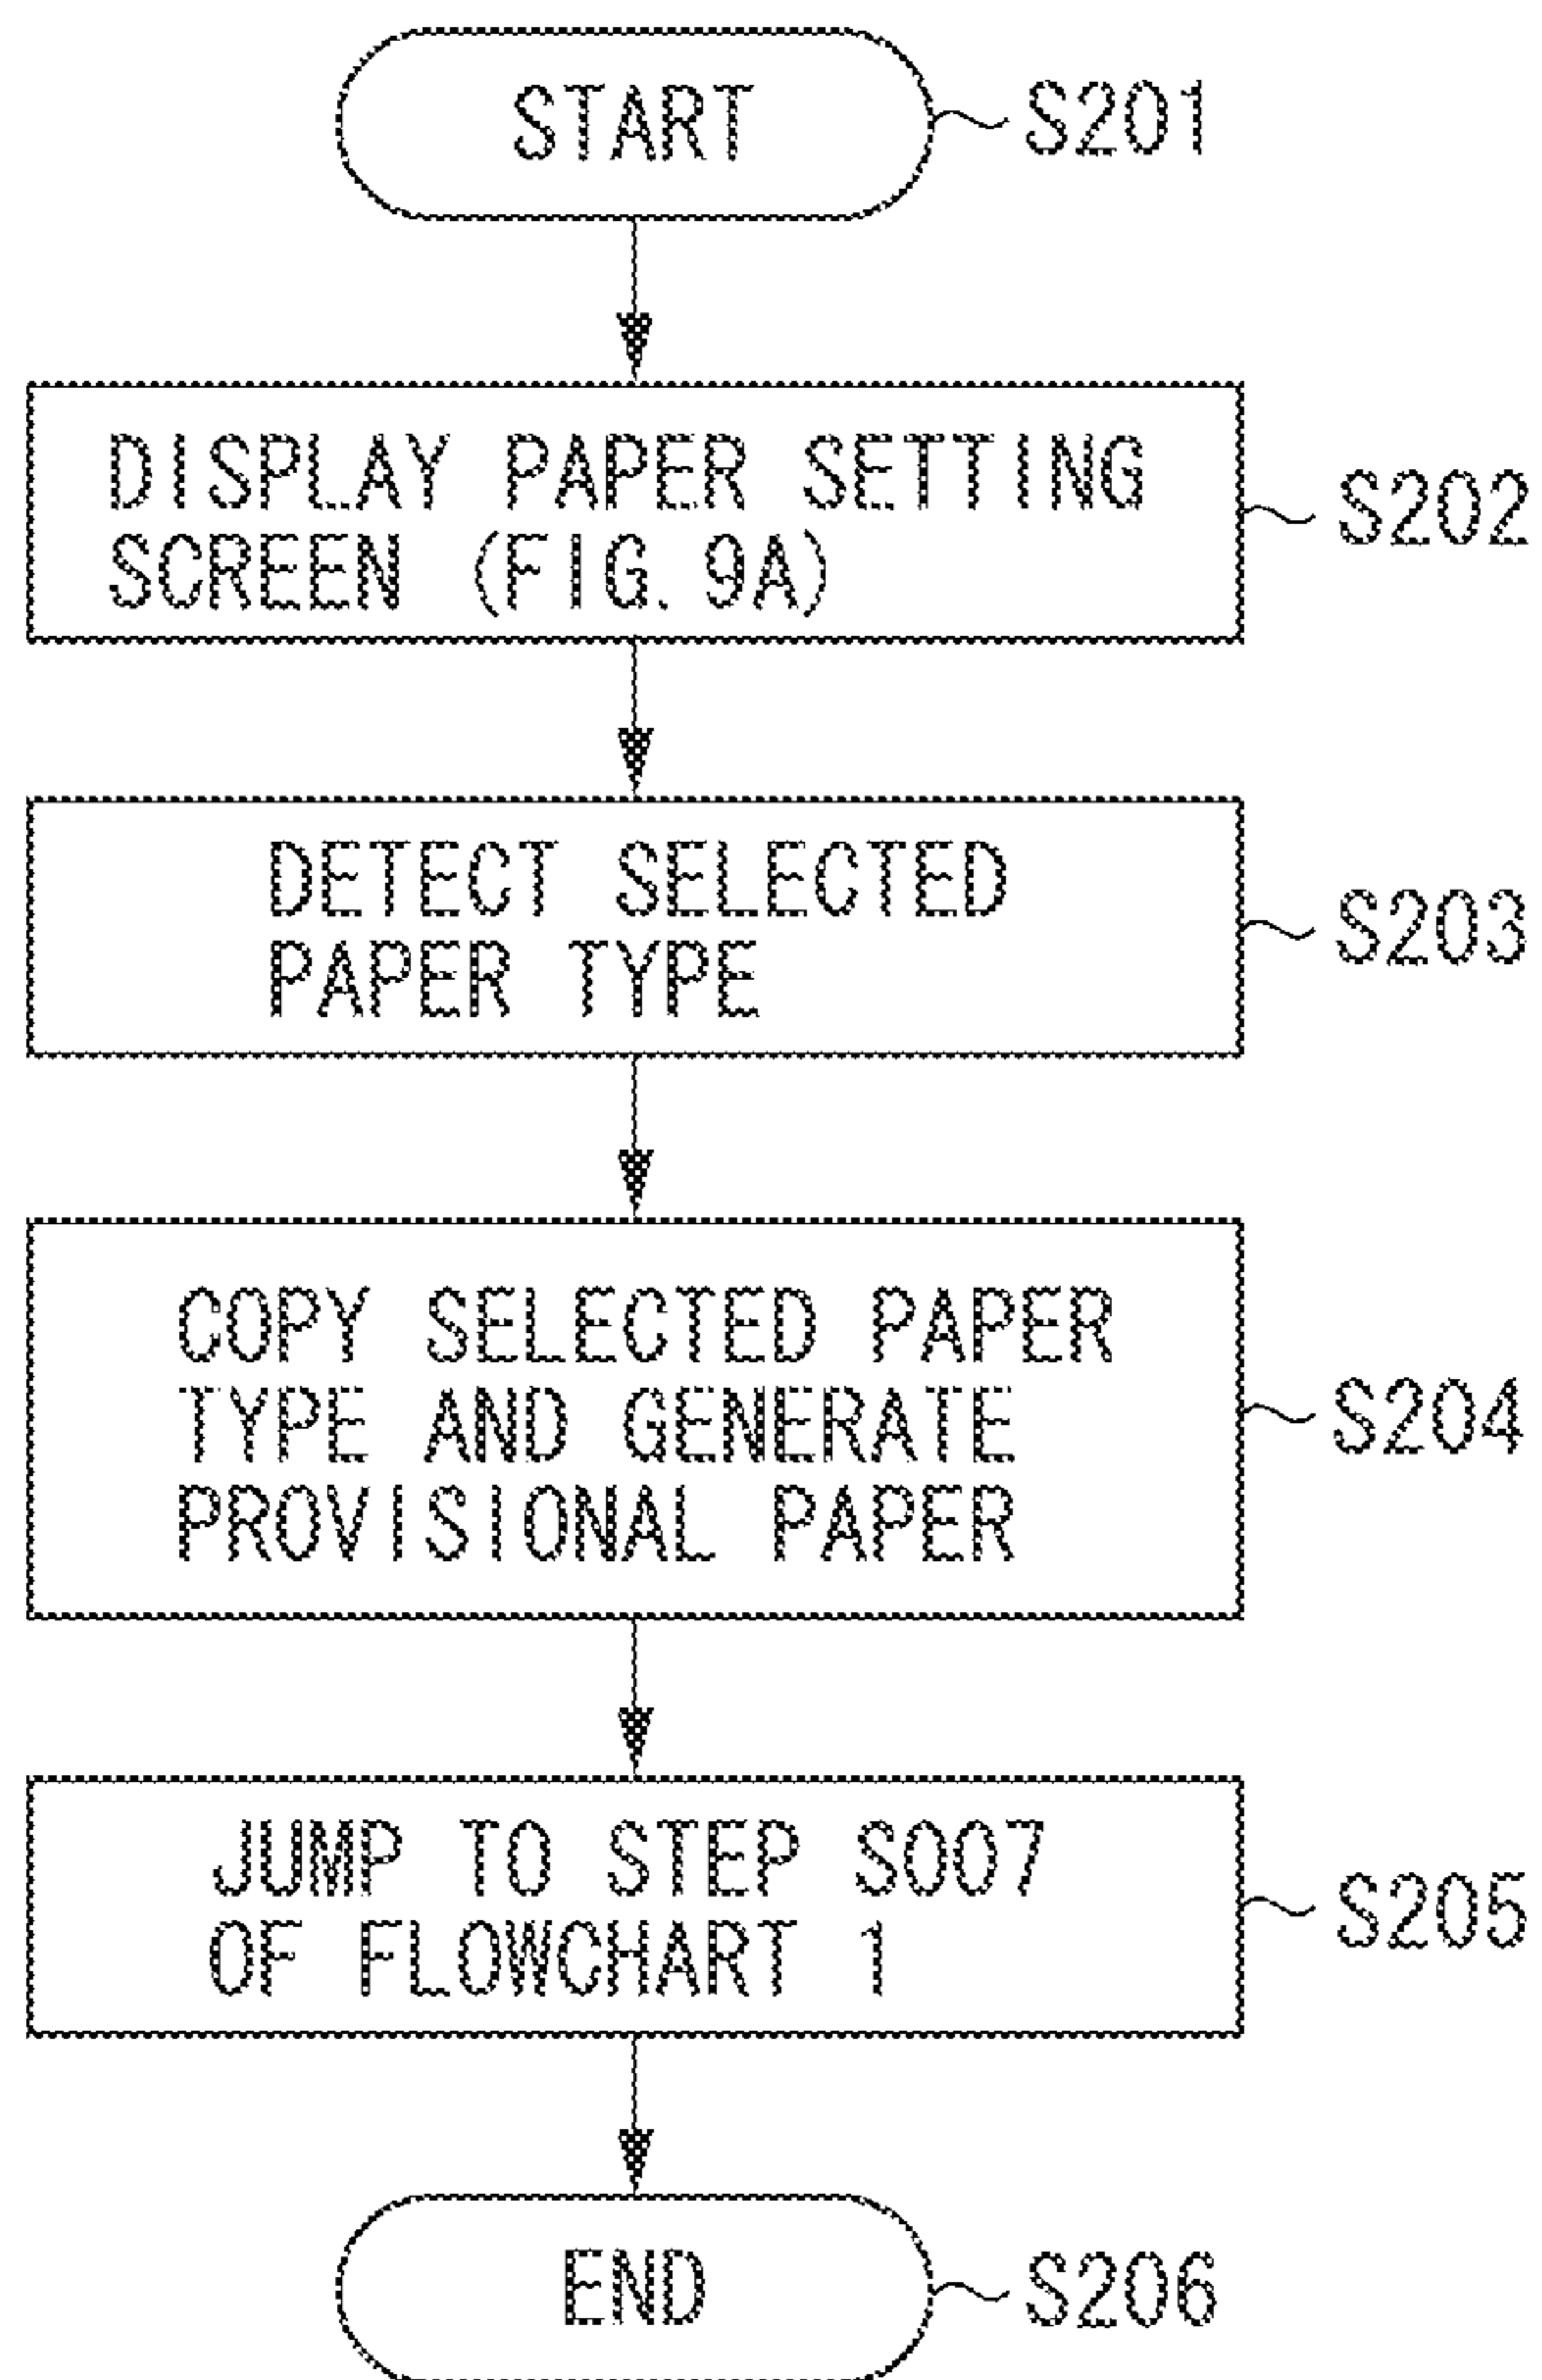 START
S201
DISPLAY PAPER SETTING
SCREEN (FIG. 9A)
S202
DETECT SELECTED
PAPER TYPE
S203
COPY SELECTED PAPER
TYPE AND GENERATE
PROVISIONAL PAPER
S204
JUMP TO STEP S007
OF FLOWCHART 1
S205
END
S206